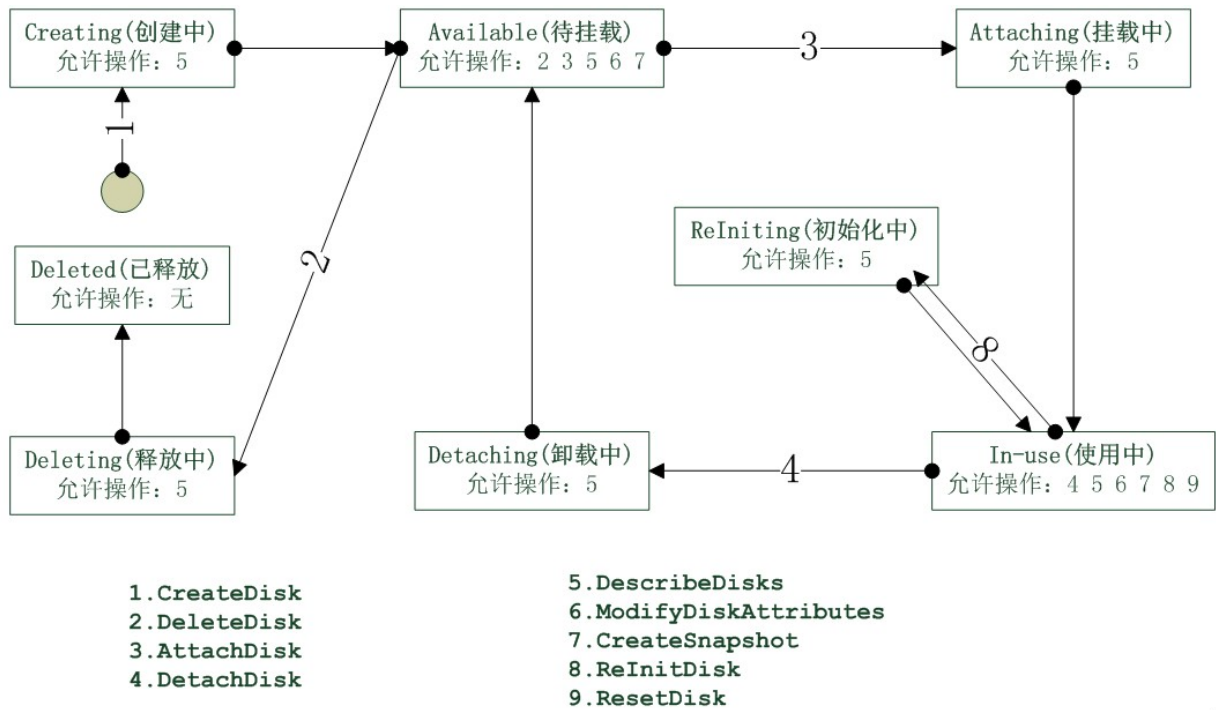 Creating(创建中)
允许操作: 5
Available(待挂载)
允许操作: 2 3 5 6 7
3
Attaching(挂载中)
允许操作: 5
1
ReIniting(初始化中)
允许操作: 5
Deleted(已释放)
允许操作: 无
2
8
Deleting(释放中)
允许操作: 5
Detaching(卸载中)
允许操作: 5
4
In-use(使用中)
允许操作: 4 5 6 7 8 9
1.CreateDisk
2.DeleteDisk
3.AttachDisk
4.DetachDisk
5.DescribeDisks
6.ModifyDiskAttributes
7.CreateSnapshot
8.ReInitDisk
9.ResetDisk